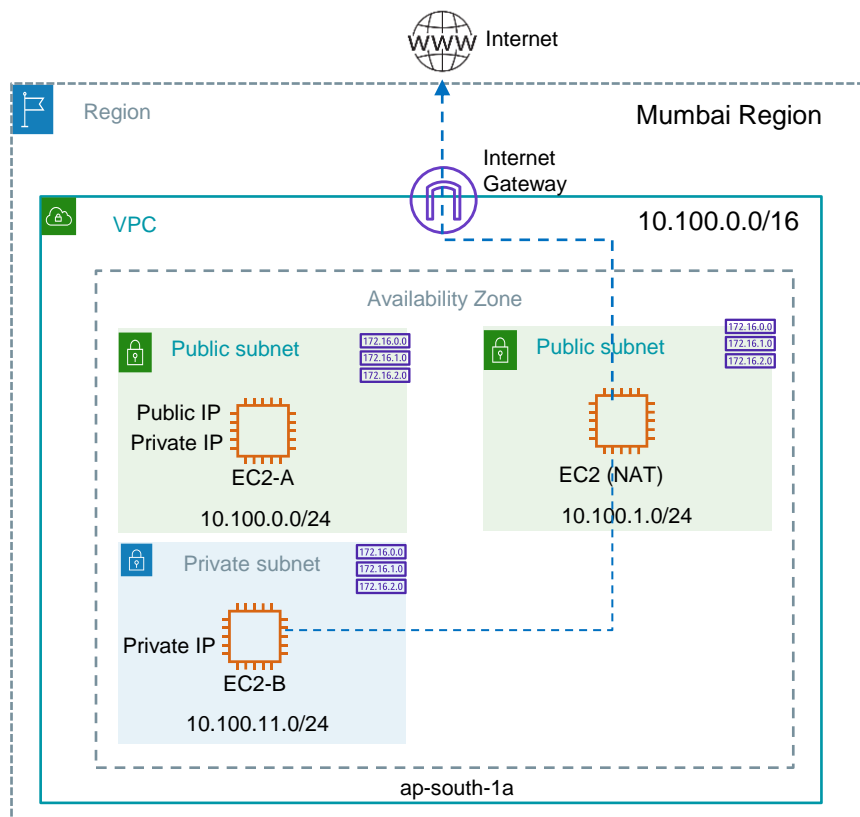 WWW
Internet
Region
Mumbai Region
Internet
Gateway
VPC
10.100.0.0/16
Availability Zone
Public subnet
172.16.0.0
172.16.1.0
172.16.2.0
Public IP
Private IP
EC2-A
10.100.0.0/24
Public subnet
172.16.0.0
172.16.1.0
172.16.2.0
EC2 (NAT)
10.100.1.0/24
Private subnet
172.16.0.0
172.16.1.0
172.16.2.0
Private IP
EC2-B
10.100.11.0/24
ap-south-1a